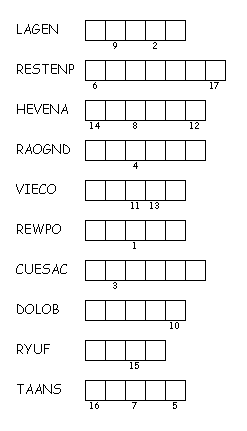 LAGEN
9 2
RESTENP
6 17
HEVENA
14 8 12
RAOGND
4
VIECO
11 13
REWPO
1
CUESAC
3
DOLOB
10
RYUF
15
TAANS
16 7 5